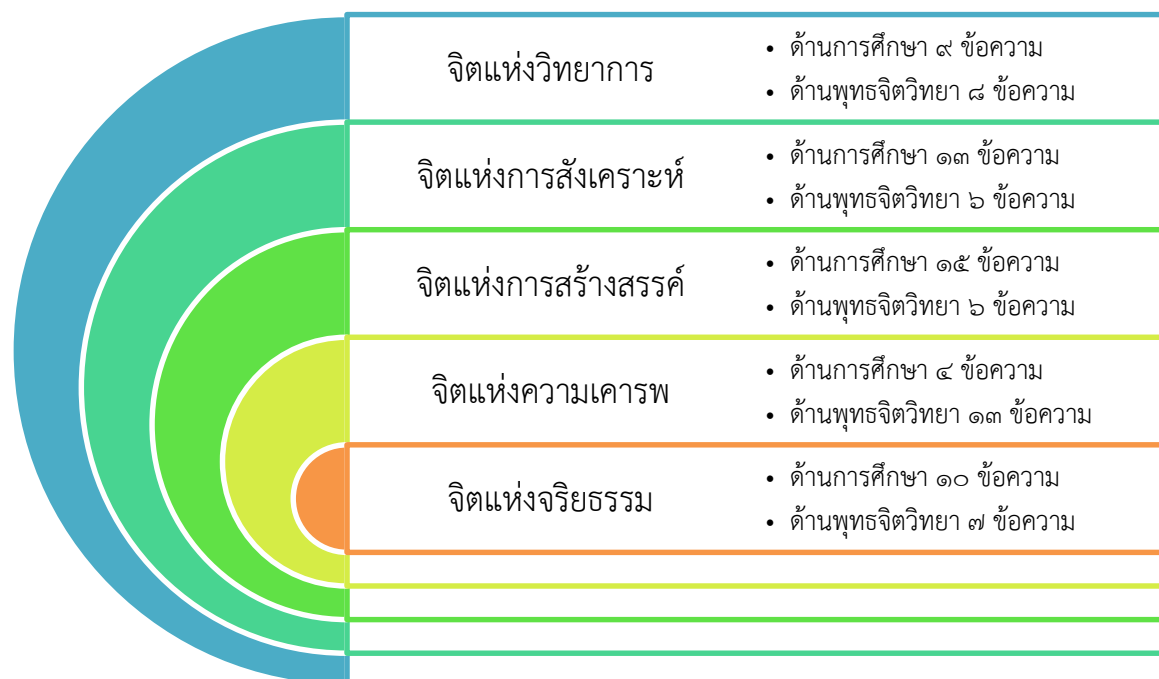 จิตแห่งวิทยาการ
• ด้านการศึกษา ๙ ข้อความ
• ด้านพุทธจิตวิทยา ๘ ข้อความ
จิตแห่งการสังเคราะห์
• ด้านการศึกษา ๑๓ ข้อความ
• ด้านพุทธจิตวิทยา ๖ ข้อความ
จิตแห่งการสร้างสรรค์
• ด้านการศึกษา ๑๕ ข้อความ
• ด้านพุทธจิตวิทยา ๖ ข้อความ
จิตแห่งความเคารพ
• ด้านการศึกษา ๔ ข้อความ
• ด้านพุทธจิตวิทยา ๑๓ ข้อความ
จิตแห่งจริยธรรม
• ด้านการศึกษา ๑๐ ข้อความ
• ด้านพุทธจิตวิทยา ๗ ข้อความ